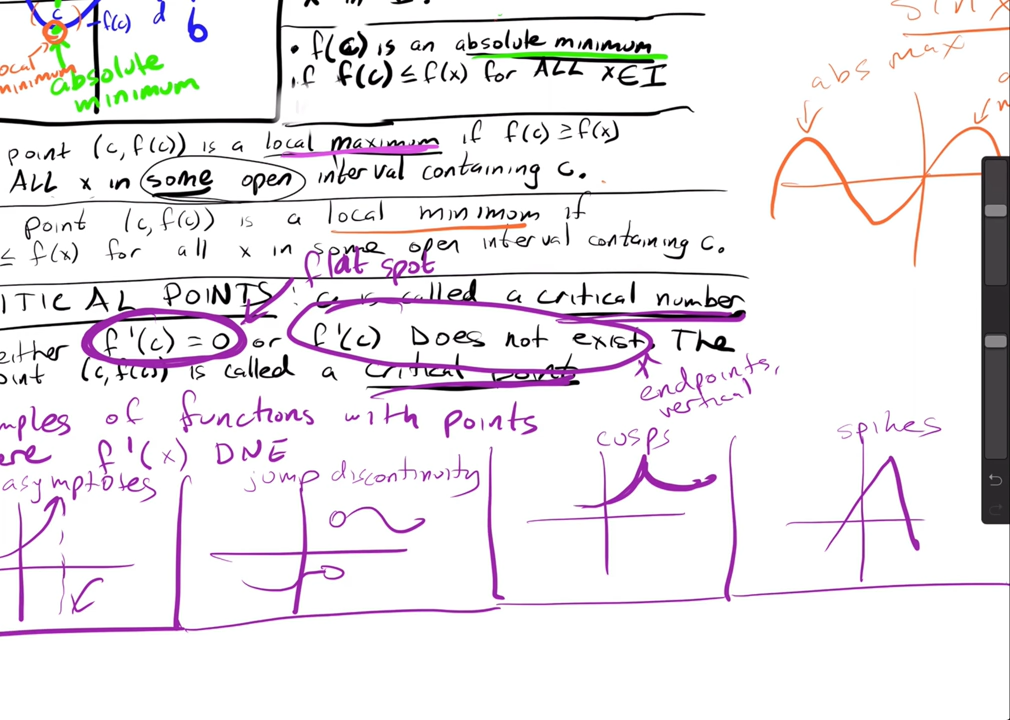 c
f(c) d b
local
minimum
absolute
minimum
• f(c) is an absolute minimum
if f(c) ≤ f(x) for ALL x∈I
sin x
abs max
point (c, f(c)) is a local maximum if f(c) ≥ f(x)
ALL x in some open interval containing c.
point (c, f(c)) is a local minimum if
≤ f(x) for all x in some open interval containing c.
flat spot
ITICAL POINTS : c is called a critical number
either f'(c) = 0 or f'(c) Does not exist. The
oint (c, f(c)) is called a critical point
endpoints,
vertical
mples of functions with points
ere f'(x) DNE
asymptotes
jump discontinuity
cusps
spikes